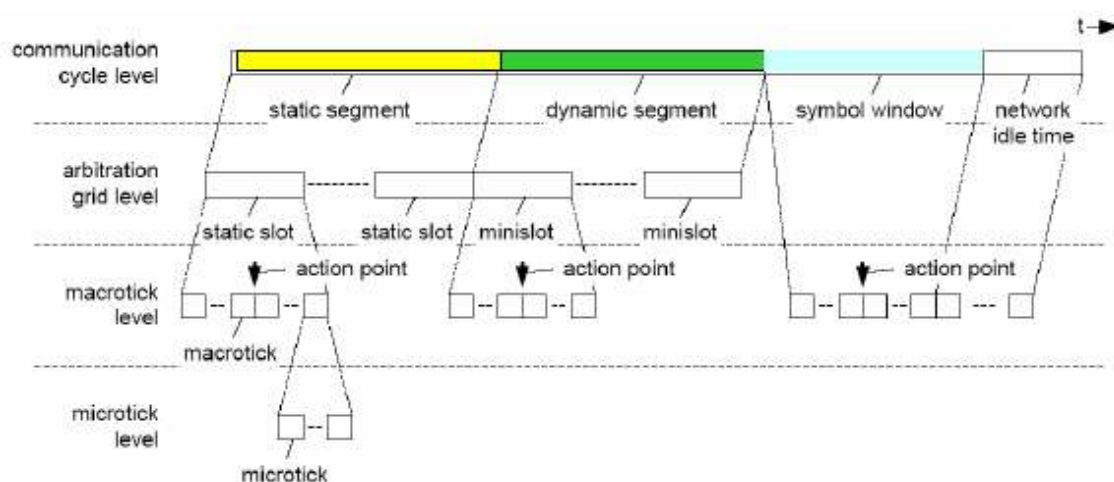 t
communication
cycle level
static segment
dynamic segment
symbol window
network
idle time
arbitration
grid level
static slot
static slot
minislot
minislot
action point
action point
action point
macrotick
level
macrotick
microtick
level
microtick